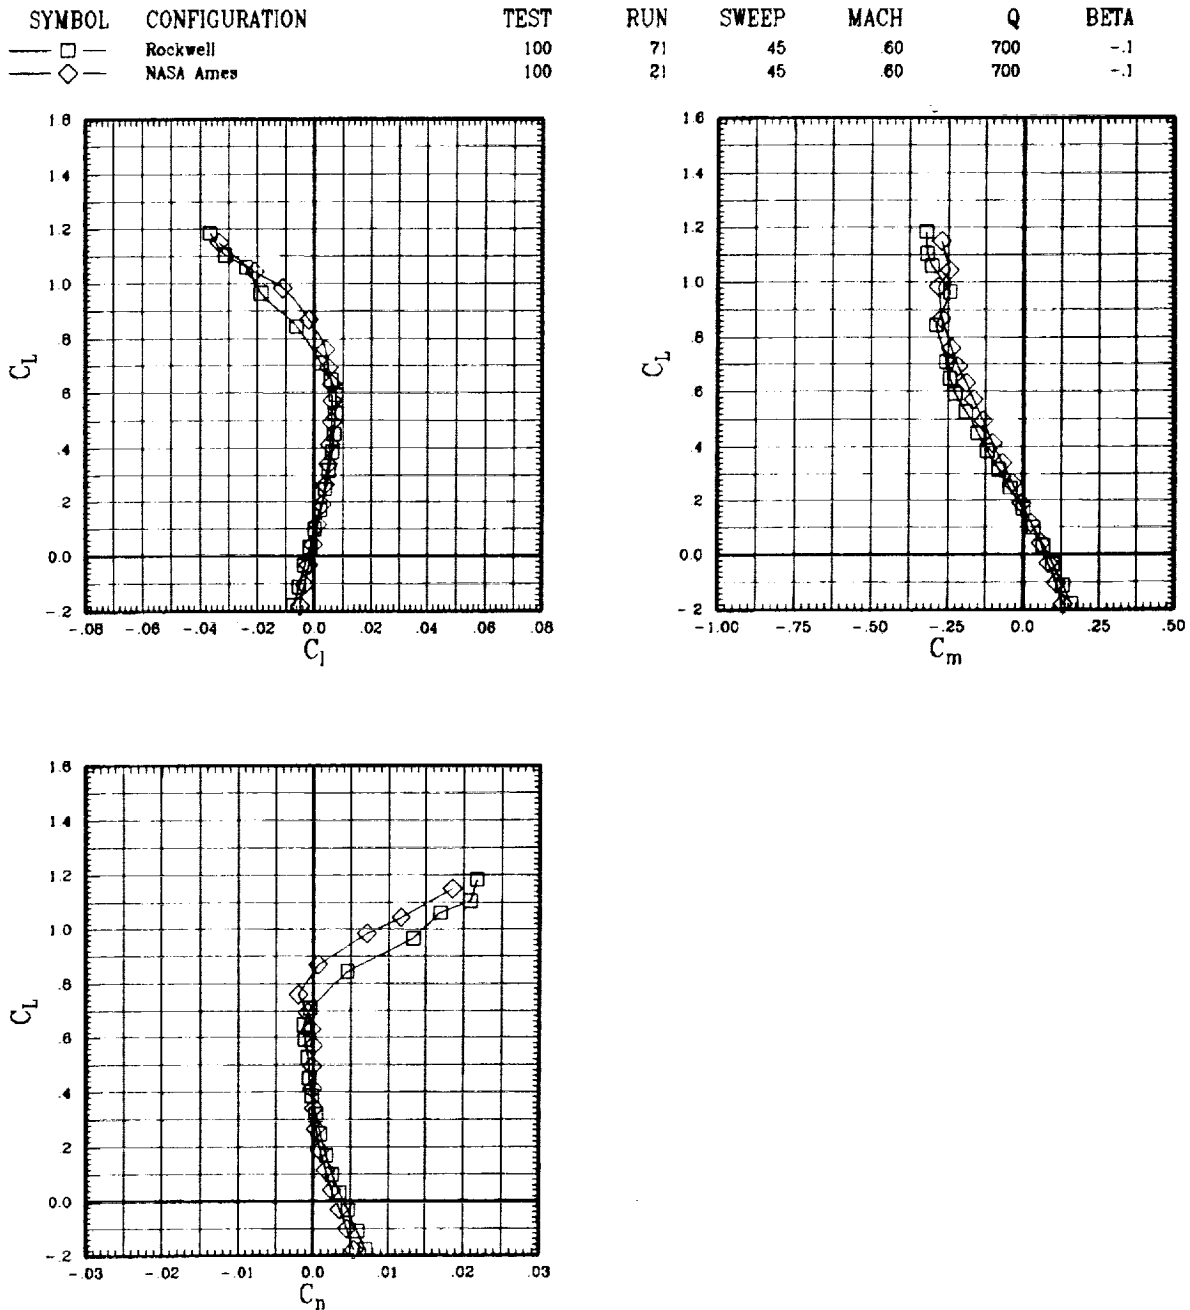 SYMBOL CONFIGURATION TEST RUN SWEEP MACH Q BETA
Rockwell 100 71 45 .60 700 -.1
NASA Ames 100 21 45 .60 700 -.1
1.6
1.4
1.2
1.0
.8
.6
.4
.2
0.0
-.2
C_L
-.08 -.06 -.04 -.02 0.0 .02 .04 .06 .08
C_l
1.6
1.4
1.2
1.0
.8
.6
.4
.2
0.0
-.2
C_L
-1.00 -.75 -.50 -.25 0.0 .25 .50
C_m
1.6
1.4
1.2
1.0
.8
.6
.4
.2
0.0
-.2
C_L
-.03 -.02 -.01 0.0 .01 .02 .03
C_n